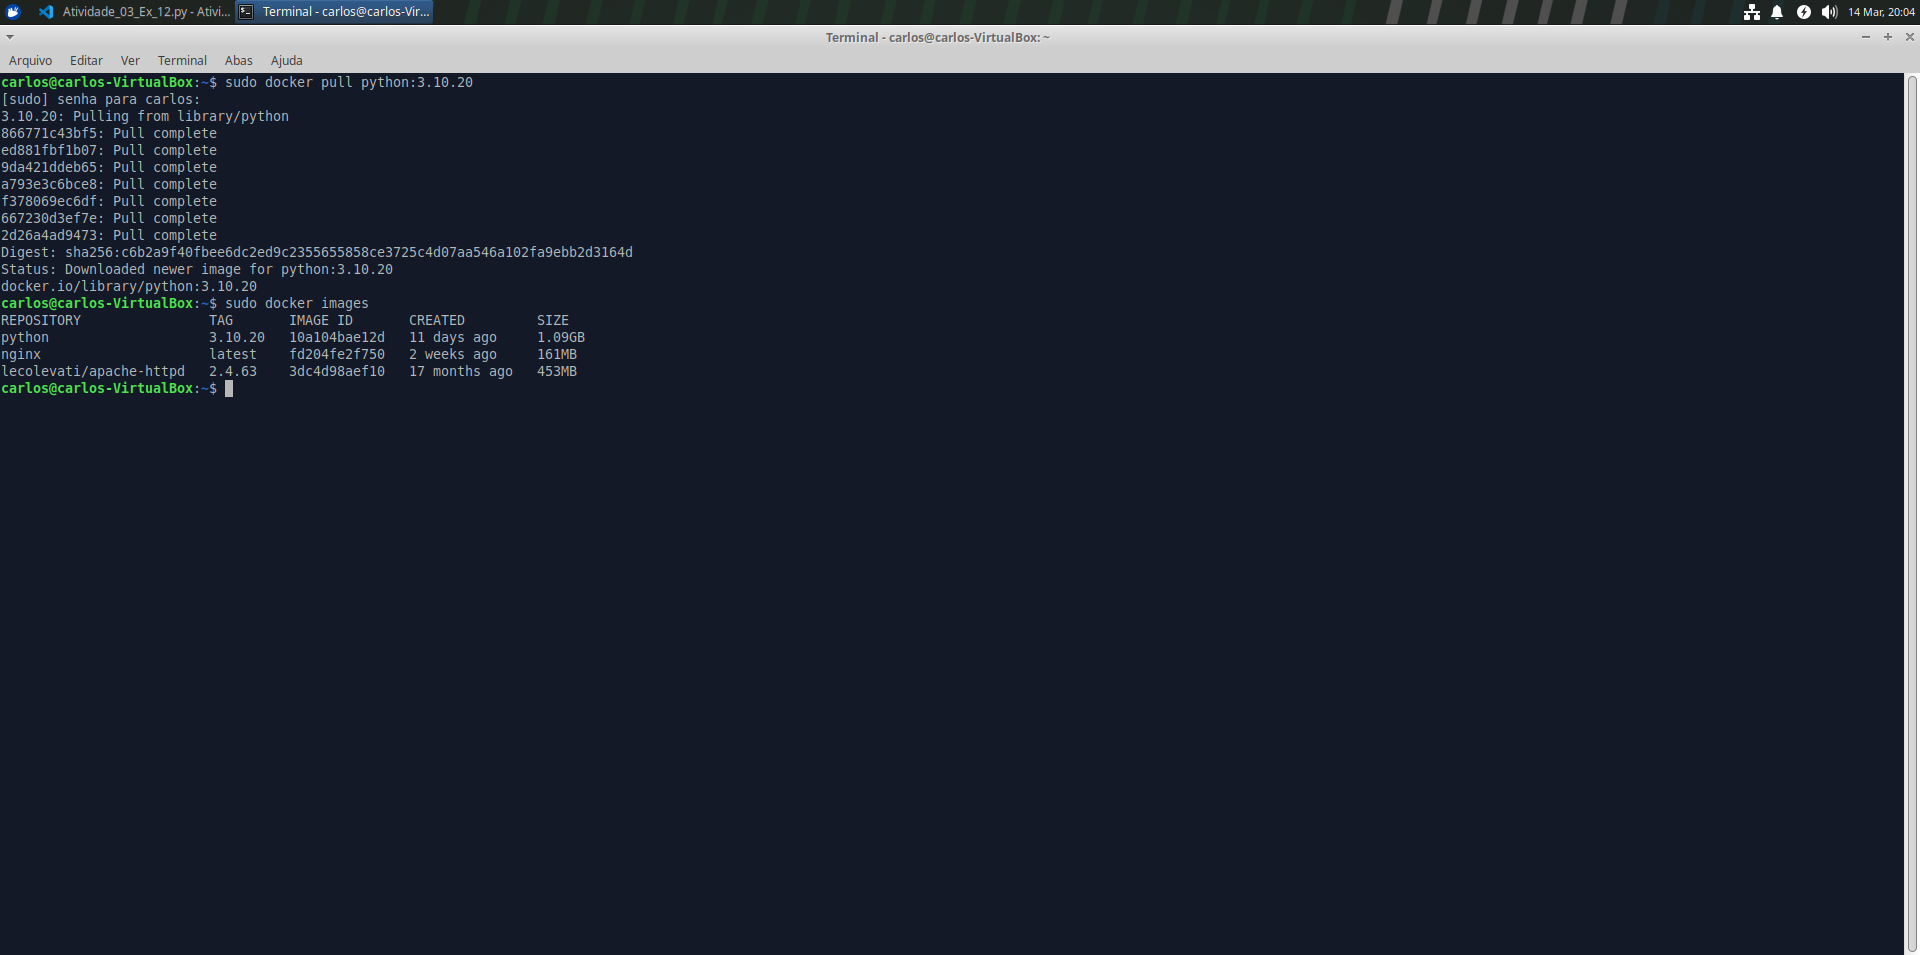 Atividade_03_Ex_12.py - Ativi...
Terminal - carlos@carlos-Vir...
14 Mar, 20:04
Terminal - carlos@carlos-VirtualBox: ~
Arquivo Editar Ver Terminal Abas Ajuda
carlos@carlos-VirtualBox:~$ sudo docker pull python:3.10.20
[sudo] senha para carlos:
3.10.20: Pulling from library/python
866771c43bf5: Pull complete
ed881fbf1b07: Pull complete
9da421ddeb65: Pull complete
a793e3c6bce8: Pull complete
f378069ec6df: Pull complete
667230d3ef7e: Pull complete
2d26a4ad9473: Pull complete
Digest: sha256:c6b2a9f40fbee6dc2ed9c2355655858ce3725c4d07aa546a102fa9ebb2d3164d
Status: Downloaded newer image for python:3.10.20
docker.io/library/python:3.10.20
carlos@carlos-VirtualBox:~$ sudo docker images
REPOSITORY TAG IMAGE ID CREATED SIZE
python 3.10.20 10a104bae12d 11 days ago 1.09GB
nginx latest fd204fe2f750 2 weeks ago 161MB
lecolevati/apache-httpd 2.4.63 3dc4d98aef10 17 months ago 453MB
carlos@carlos-VirtualBox:~$